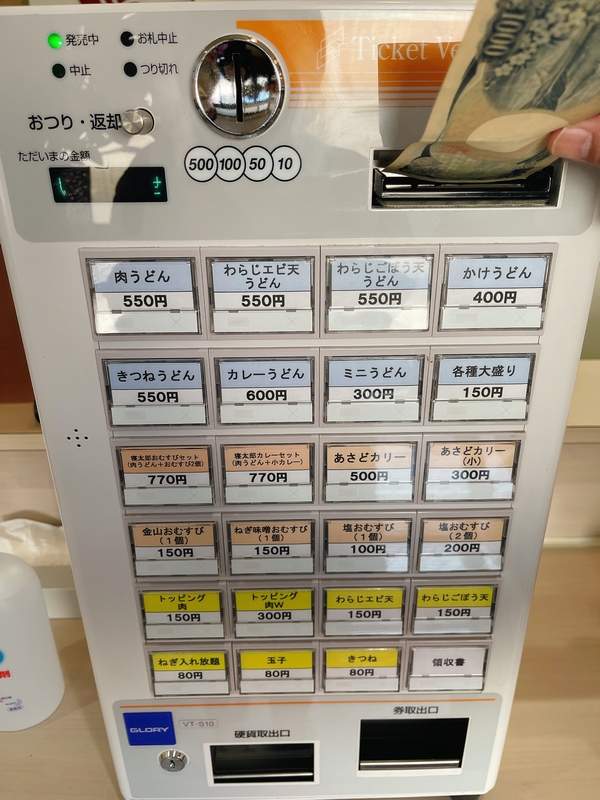 発売中
お札中止
中止
つり切れ
おつり・返却
ただいまの金額
Ticket Ve
1000
500 100 50 10
肉うどん
550円
わらじエビ天
うどん
550円
わらじごぼう天
うどん
550円
かけうどん
400円
きつねうどん
550円
カレーうどん
600円
ミニうどん
300円
各種大盛り
150円
寝太郎おむすびセット
(肉うどん+おむすび2個)
770円
寝太郎カレーセット
(肉うどん+小カレー)
770円
あさどカリー
500円
あさどカリー
(小)
300円
金山おむすび
(1個)
150円
ねぎ味噌おむすび
(1個)
150円
塩おむすび
(1個)
100円
塩おむすび
(2個)
200円
トッピング
肉
150円
トッピング
肉W
300円
わらじエビ天
150円
わらじごぼう天
150円
ねぎ入れ放題
80円
玉子
80円
きつね
80円
領収書
GLORY
VT-S10
硬貨取出口
券取出口